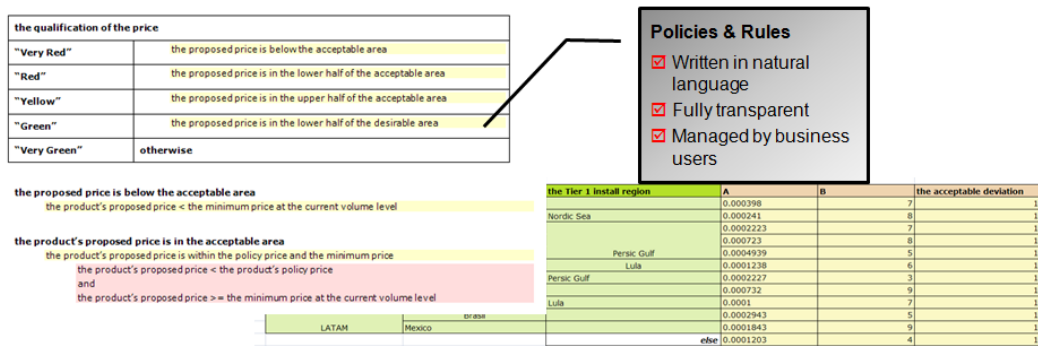 the qualification of the price
"Very Red" the proposed price is below the acceptable area
"Red" the proposed price is in the lower half of the acceptable area
"Yellow" the proposed price is in the upper half of the acceptable area
"Green" the proposed price is in the lower half of the desirable area
"Very Green" otherwise
Policies & Rules
Written in natural
language
Fully transparent
Managed by business
users
the proposed price is below the acceptable area
the product's proposed price < the minimum price at the current volume level
the product's proposed price is in the acceptable area
the product's proposed price is within the policy price and the minimum price
the product's proposed price < the product's policy price
and
the product's proposed price >= the minimum price at the current volume level
the Tier 1 install region A B the acceptable deviation
0.000398 7 1
Nordic Sea 0.000241 8 1
0.0002223 7 1
0.000723 8 1
Persic Gulf 0.0004939 5 1
Lula 0.0001238 6 1
Persic Gulf 0.0002227 3 1
0.000732 9 1
Lula 0.0001 7 1
Brasil 0.0002943 5 1
LATAM Mexico 0.0001843 9 1
else 0.0001203 4 1